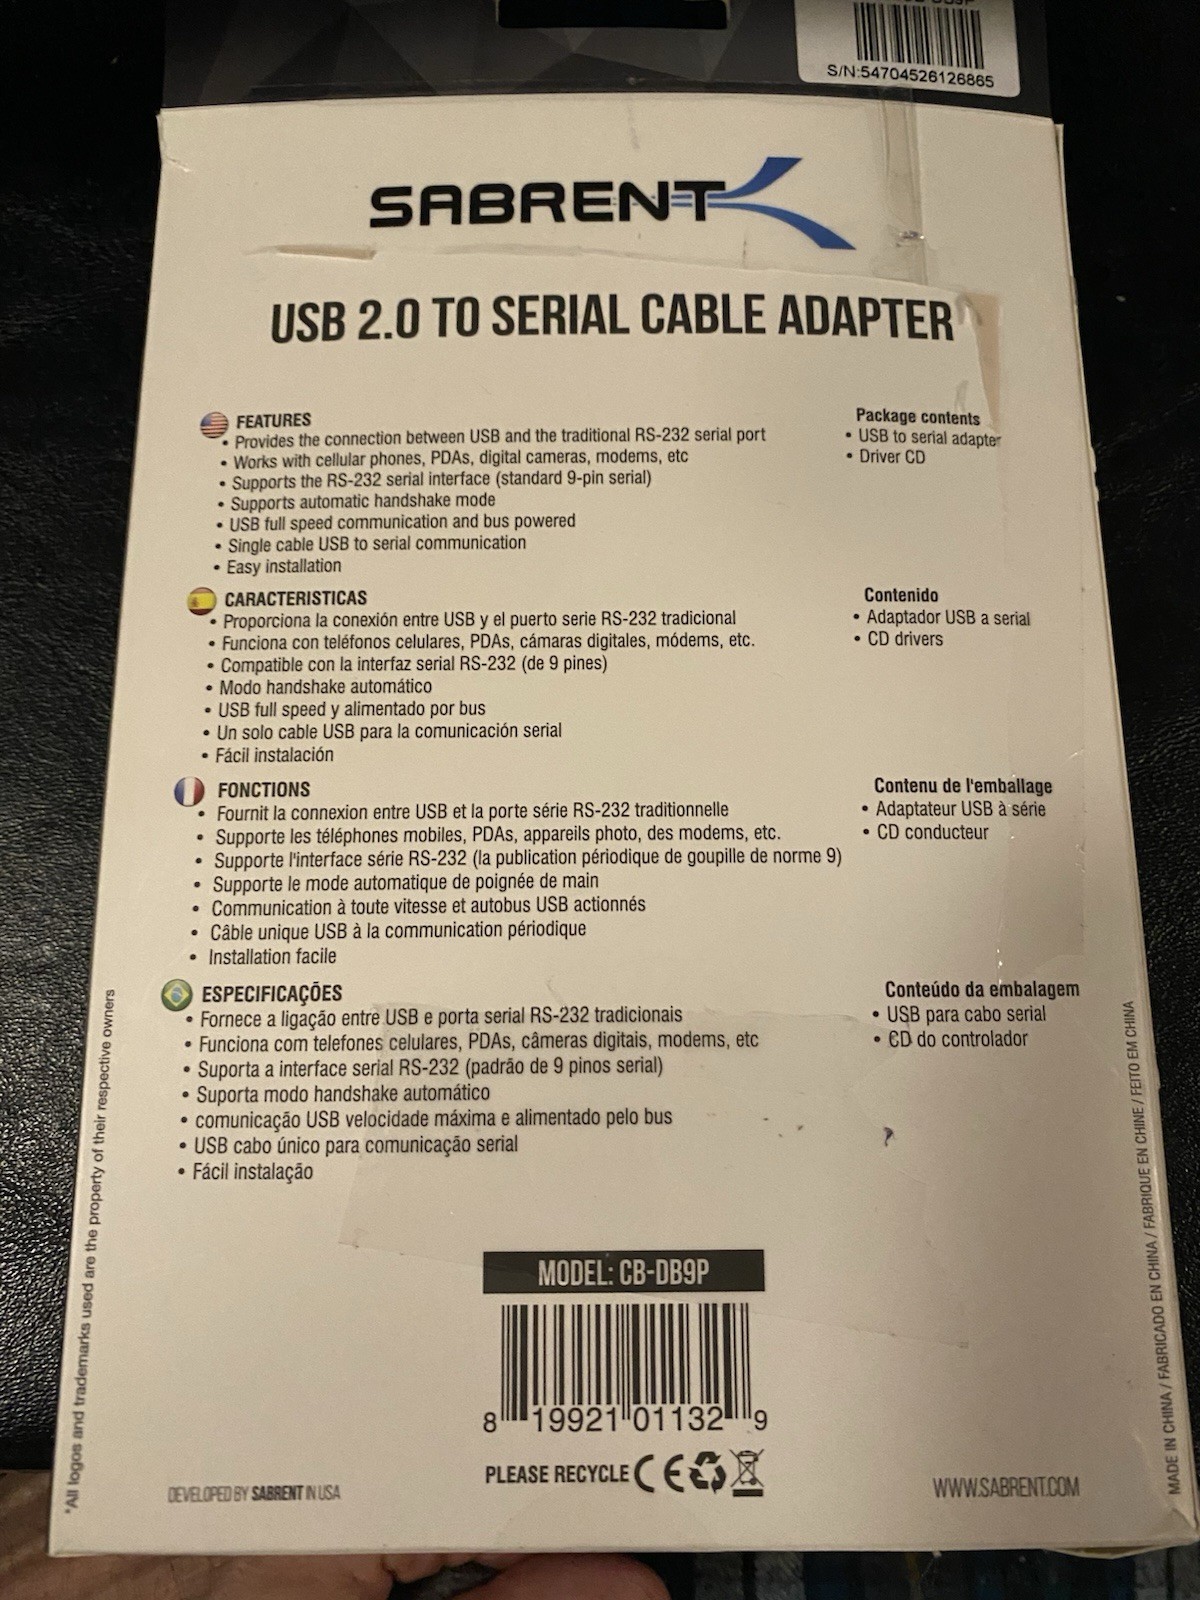 S/N:54704526126865
SABRENT
USB 2.0 TO SERIAL CABLE ADAPTER
FEATURES
• Provides the connection between USB and the traditional RS-232 serial port
• Works with cellular phones, PDAs, digital cameras, modems, etc
• Supports the RS-232 serial interface (standard 9-pin serial)
• Supports automatic handshake mode
• USB full speed communication and bus powered
• Single cable USB to serial communication
• Easy installation
Package contents
• USB to serial adapter
• Driver CD
CARACTERISTICAS
• Proporciona la conexión entre USB y el puerto serie RS-232 tradicional
• Funciona con teléfonos celulares, PDAs, cámaras digitales, módems, etc.
• Compatible con la interfaz serial RS-232 (de 9 pines)
• Modo handshake automático
• USB full speed y alimentado por bus
• Un solo cable USB para la comunicación serial
• Fácil instalación
Contenido
• Adaptador USB a serial
• CD drivers
FONCTIONS
• Fournit la connexion entre USB et la porte série RS-232 traditionnelle
• Supporte les téléphones mobiles, PDAs, appareils photo, des modems, etc.
• Supporte l'interface série RS-232 (la publication périodique de goupille de norme 9)
• Supporte le mode automatique de poignée de main
• Communication à toute vitesse et autobus USB actionnés
• Câble unique USB à la communication périodique
• Installation facile
Contenu de l'emballage
• Adaptateur USB à série
• CD conducteur
ESPECIFICAÇÕES
• Fornece a ligação entre USB e porta serial RS-232 tradicionais
• Funciona com telefones celulares, PDAs, câmeras digitais, modems, etc
• Suporta a interface serial RS-232 (padrão de 9 pinos serial)
• Suporta modo handshake automático
• comunicação USB velocidade máxima e alimentado pelo bus
• USB cabo único para comunicação serial
• Fácil instalação
Conteúdo da embalagem
• USB para cabo serial
• CD do controlador
*All logos and trademarks used are the property of their respective owners
MADE IN CHINA / FABRICADO EN CHINA / FABRIQUE EN CHINE / FEITO EM CHINA
MODEL: CB-DB9P
8 19921 01132 9
PLEASE RECYCLE CE
DEVELOPED BY SABRENT IN USA
WWW.SABRENT.COM